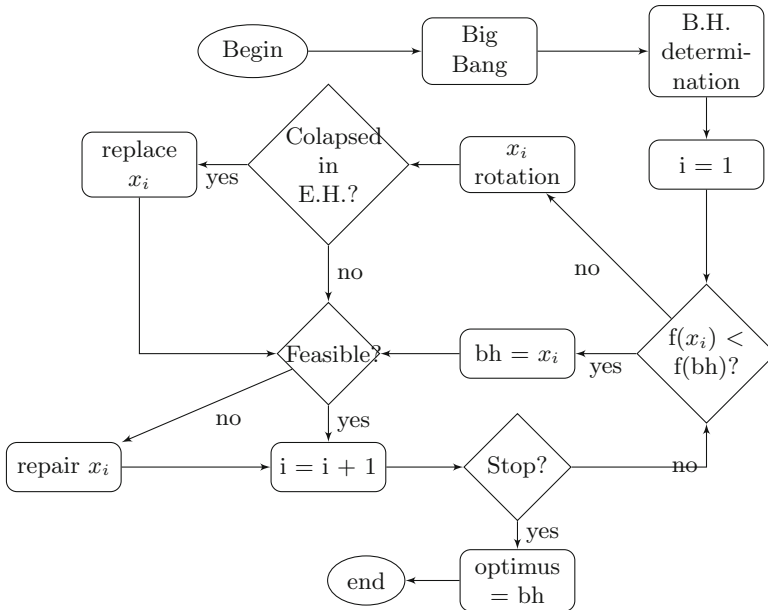 Begin
Big
Bang
B.H.
determi-
nation
replace
x_i
yes
Colapsed
in
E.H.?
x_i
rotation
i = 1
no
no
Feasible?
bh = x_i
yes
f(x_i) <
f(bh)?
no
yes
repair x_i
i = i + 1
Stop?
no
yes
end
optimus
= bh